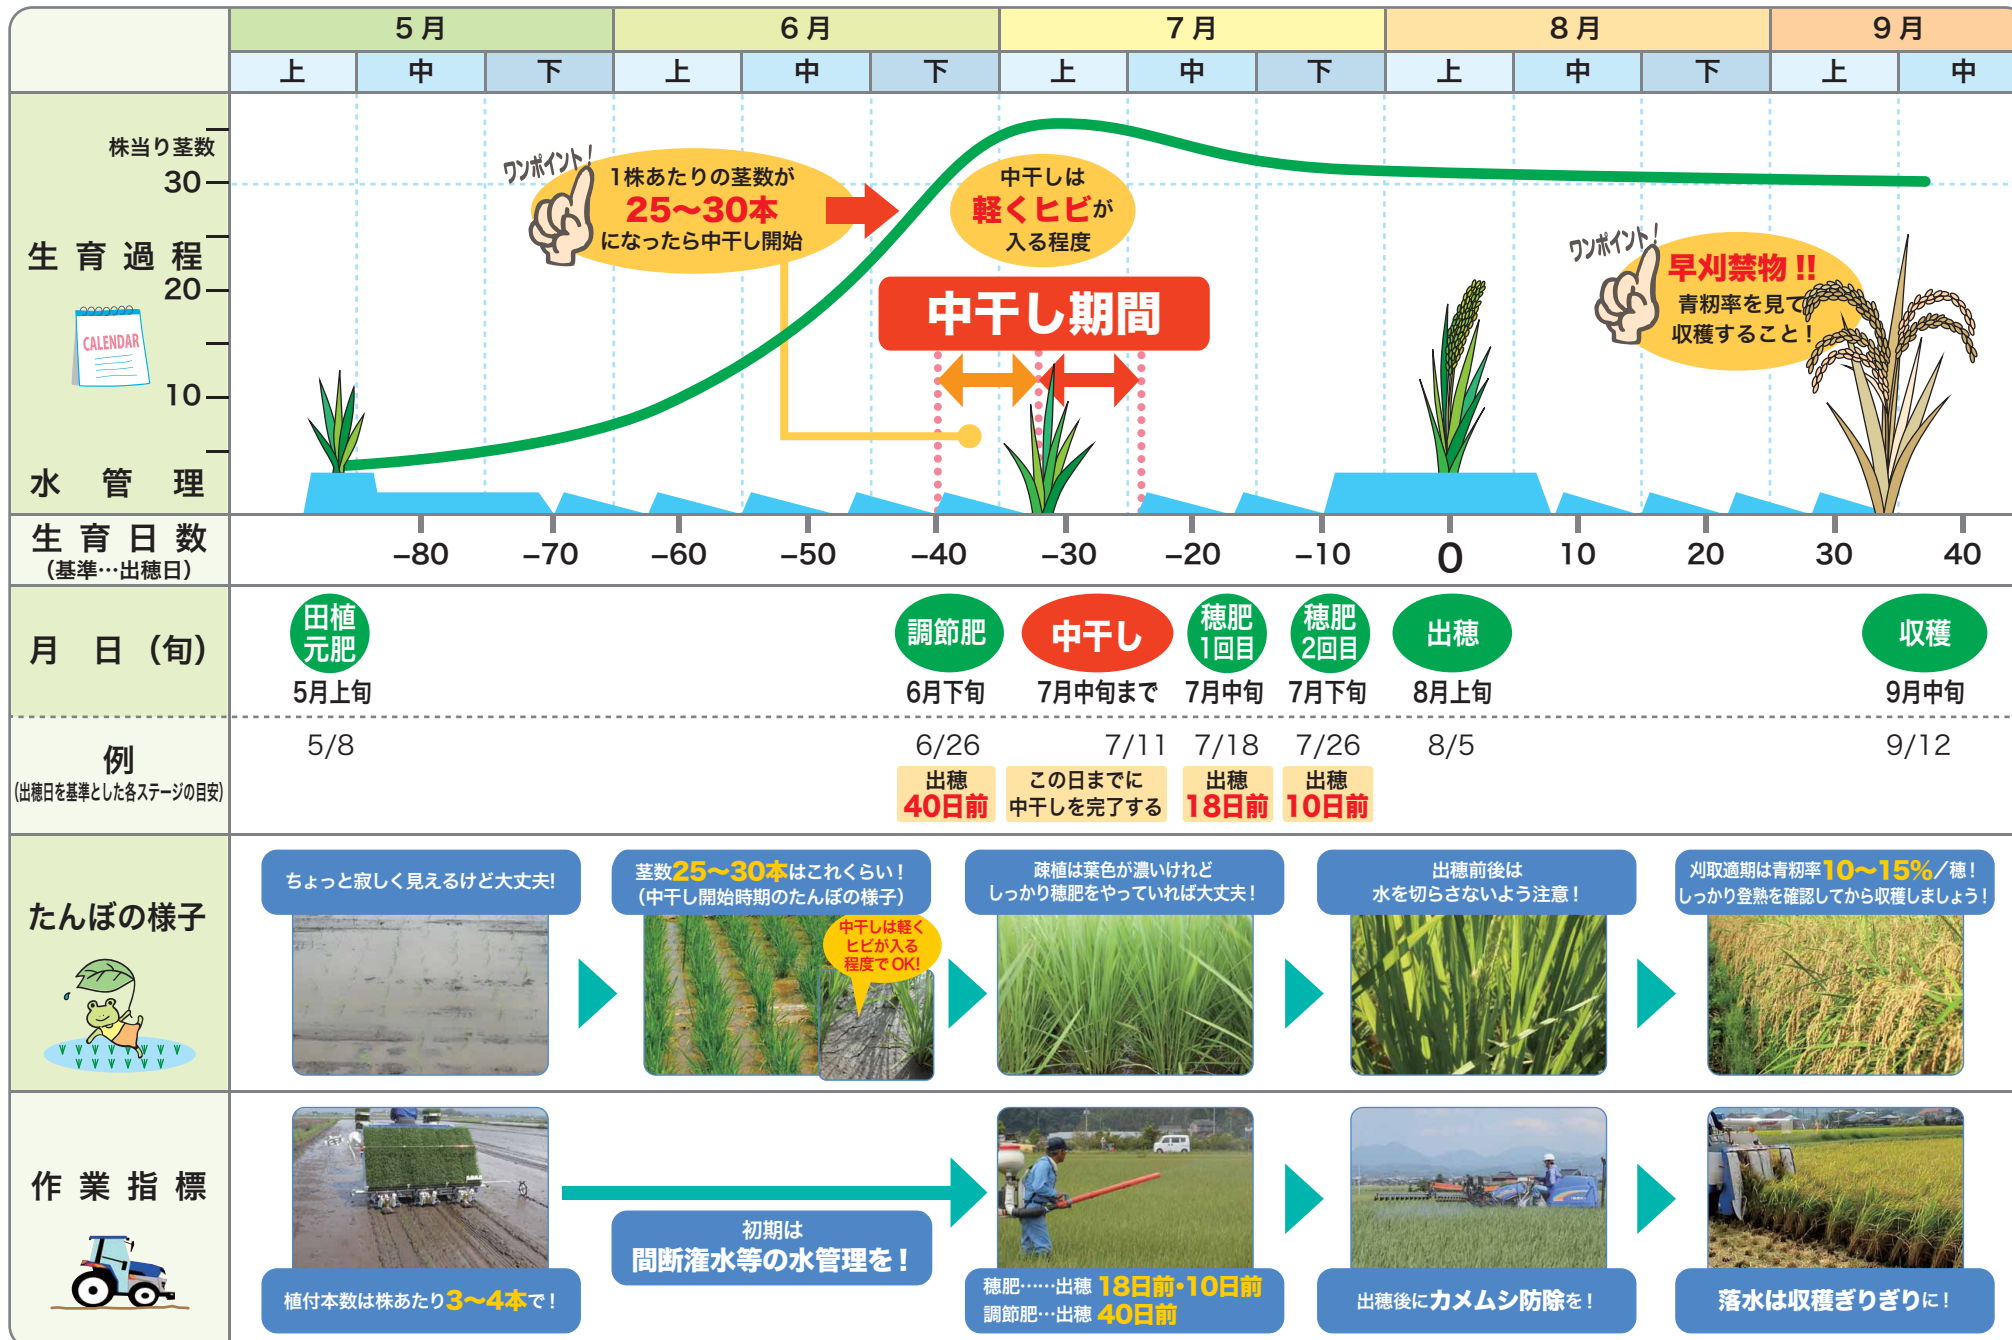 5月 6月 7月 8月 9月
上 中 下 上 中 下 上 中 下 上 中 下 上 中
株当り茎数
30
20
10
生育過程
CALENDAR
水管理
ワンポイント!
1株あたりの茎数が
25〜30本
になったら中干し開始
中干しは
軽くヒビが
入る程度
中干し期間
ワンポイント!
早刈禁物!!
青籾率を見て
収穫すること!
生育日数
(基準…出穂日)
−80 −70 −60 −50 −40 −30 −20 −10 0 10 20 30 40
月日(旬)
田植
元肥
5月上旬
調節肥
6月下旬
中干し
7月中旬まで
穂肥
1回目
7月中旬
穂肥
2回目
7月下旬
出穂
8月上旬
収穫
9月中旬
例
(出穂日を基準とした各ステージの目安)
5/8 6/26 7/11 7/18 7/26 8/5 9/12
出穂
40日前
この日までに
中干しを完了する
出穂
18日前
出穂
10日前
たんぼの様子
ちょっと寂しく見えるけど大丈夫!
茎数25〜30本はこれくらい!
(中干し開始時期のたんぼの様子)
中干しは軽く
ヒビが入る
程度でOK!
疎植は葉色が濃いけれど
しっかり穂肥をやっていれば大丈夫!
出穂前後は
水を切らさないよう注意!
刈取適期は青籾率10〜15%/穂!
しっかり登熟を確認してから収穫しましょう!
作業指標
植付本数は株あたり3〜4本で!
初期は
間断潅水等の水管理を!
穂肥……出穂 18日前・10日前
調節肥…出穂 40日前
出穂後にカメムシ防除を!
落水は収穫ぎりぎりに!